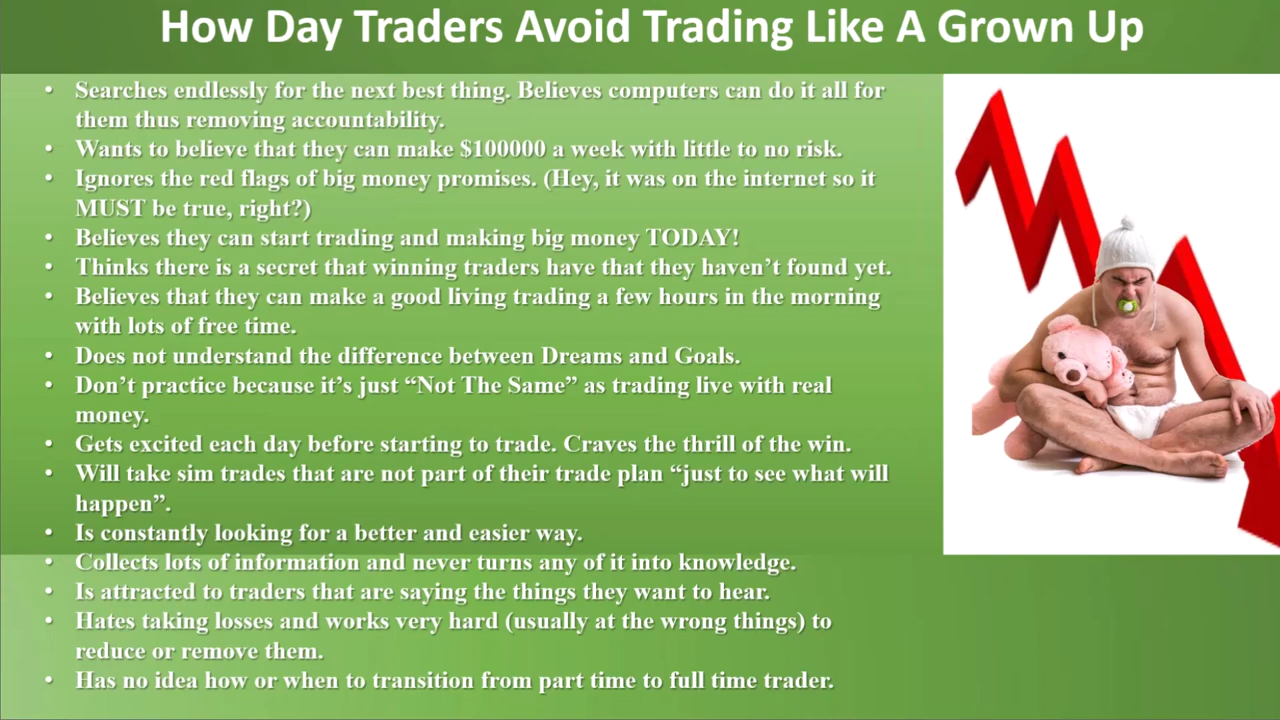 How Day Traders Avoid Trading Like A Grown Up
• Searches endlessly for the next best thing. Believes computers can do it all for
them thus removing accountability.
• Wants to believe that they can make $100000 a week with little to no risk.
• Ignores the red flags of big money promises. (Hey, it was on the internet so it
MUST be true, right?)
• Believes they can start trading and making big money TODAY!
• Thinks there is a secret that winning traders have that they haven’t found yet.
• Believes that they can make a good living trading a few hours in the morning
with lots of free time.
• Does not understand the difference between Dreams and Goals.
• Don’t practice because it’s just “Not The Same” as trading live with real
money.
• Gets excited each day before starting to trade. Craves the thrill of the win.
• Will take sim trades that are not part of their trade plan “just to see what will
happen”.
• Is constantly looking for a better and easier way.
• Collects lots of information and never turns any of it into knowledge.
• Is attracted to traders that are saying the things they want to hear.
• Hates taking losses and works very hard (usually at the wrong things) to
reduce or remove them.
• Has no idea how or when to transition from part time to full time trader.